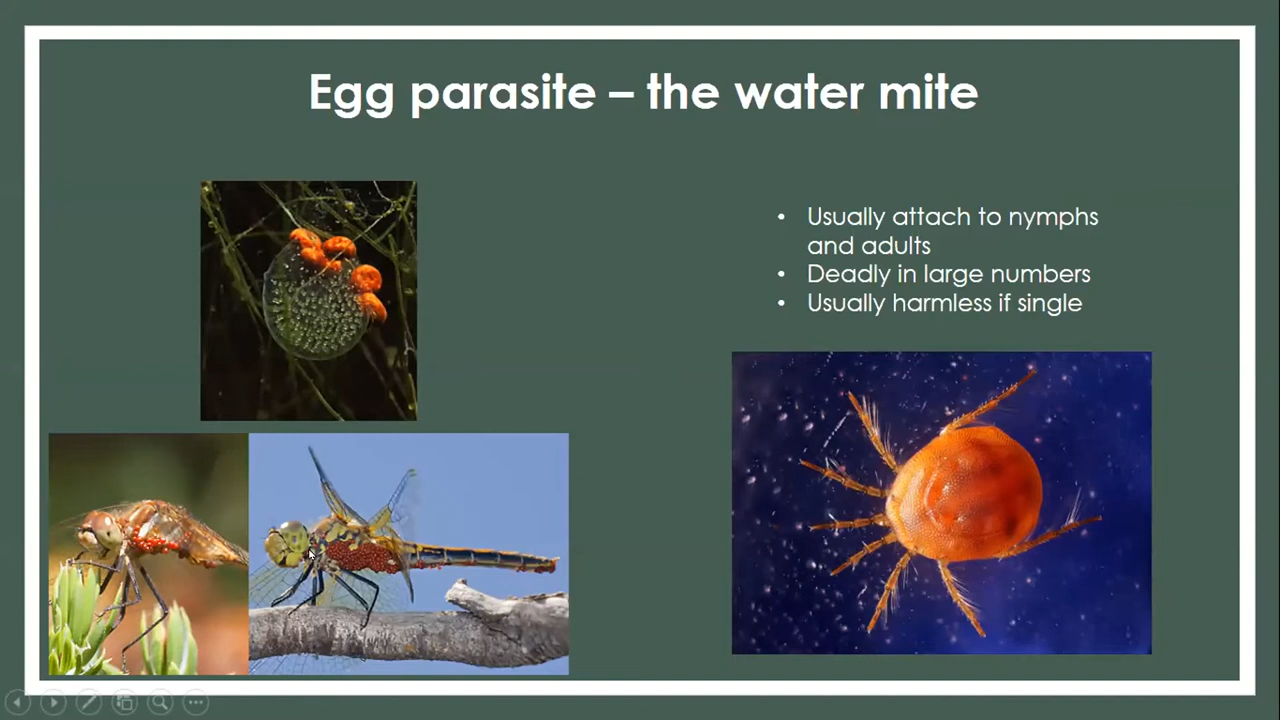 Egg parasite – the water mite
• Usually attach to nymphs
and adults
• Deadly in large numbers
• Usually harmless if single